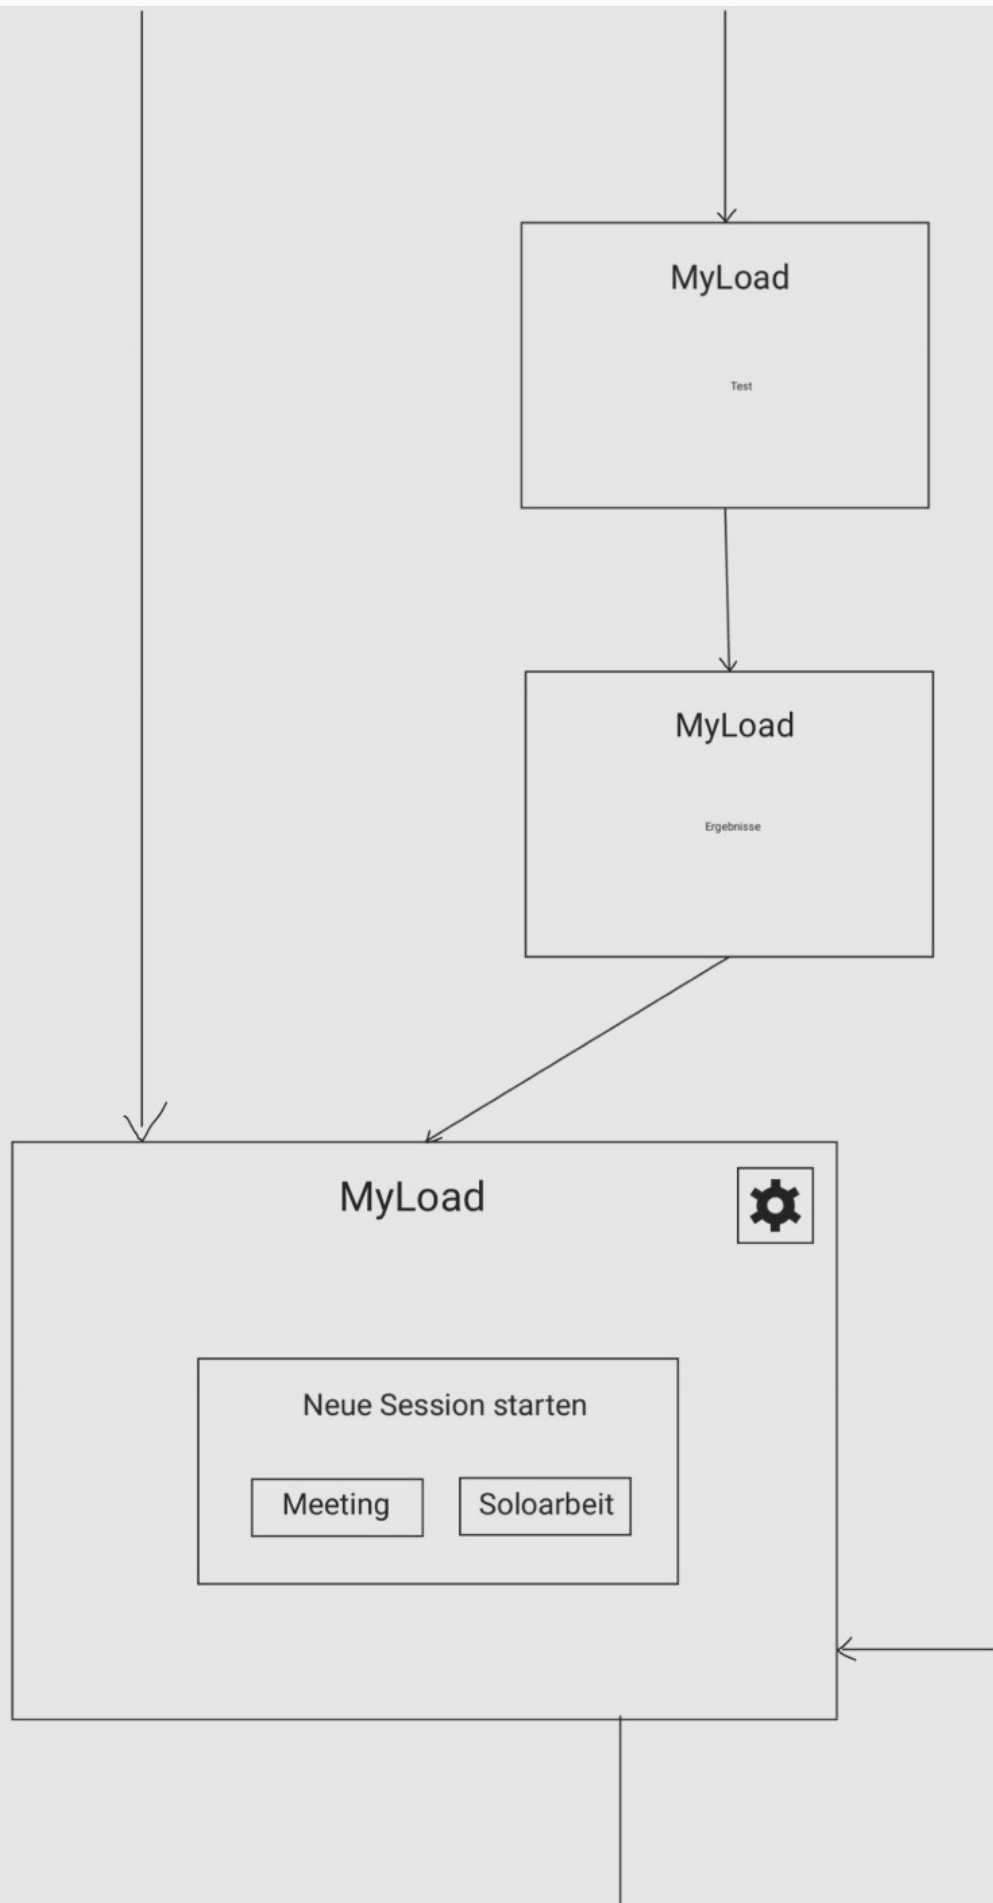 MyLoad
Test
MyLoad
Ergebnisse
MyLoad
Neue Session starten
Meeting
Soloarbeit